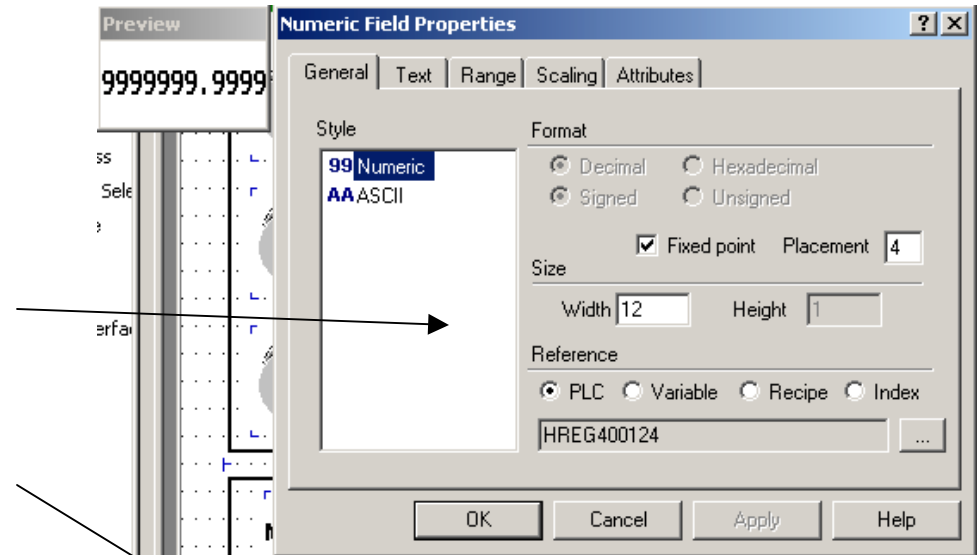 Preview
9999999.9999
ss
Sele
e
erfa
Numeric Field Properties
General Text Range Scaling Attributes
Style
99 Numeric
AA ASCII
Format
Decimal Hexadecimal
Signed Unsigned
Fixed point Placement 4
Size
Width 12 Height 1
Reference
PLC Variable Recipe Index
HREG400124 ...
OK Cancel Apply Help